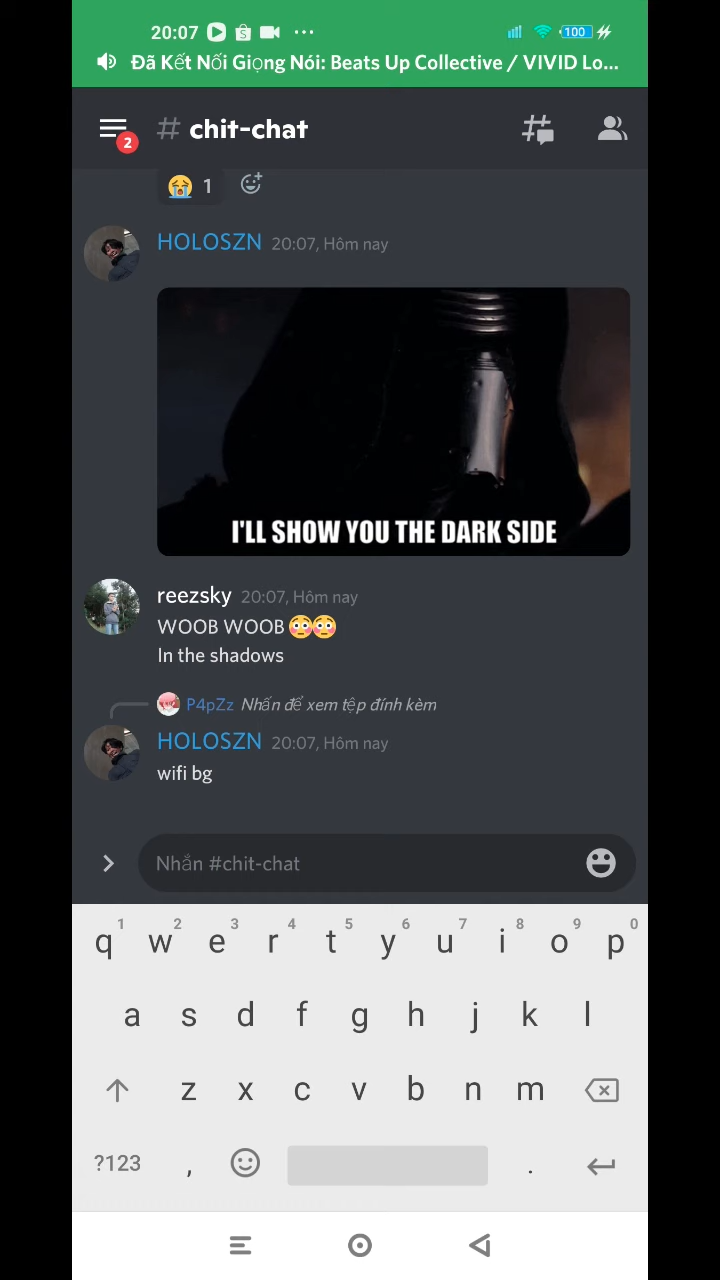 20:07
100
Đã Kết Nối Giọng Nói: Beats Up Collective / VIVID Lo...
2
# chit-chat
1
HOLOSZN 20:07, Hôm nay
I'LL SHOW YOU THE DARK SIDE
reezsky 20:07, Hôm nay
WOOB WOOB 😳😳
In the shadows
P4pZz Nhấn để xem tệp đính kèm
HOLOSZN 20:07, Hôm nay
wifi bg
Nhắn #chit-chat
1 2 3 4 5 6 7 8 9 0
q w e r t y u i o p
a s d f g h j k l
z x c v b n m
?123 , .